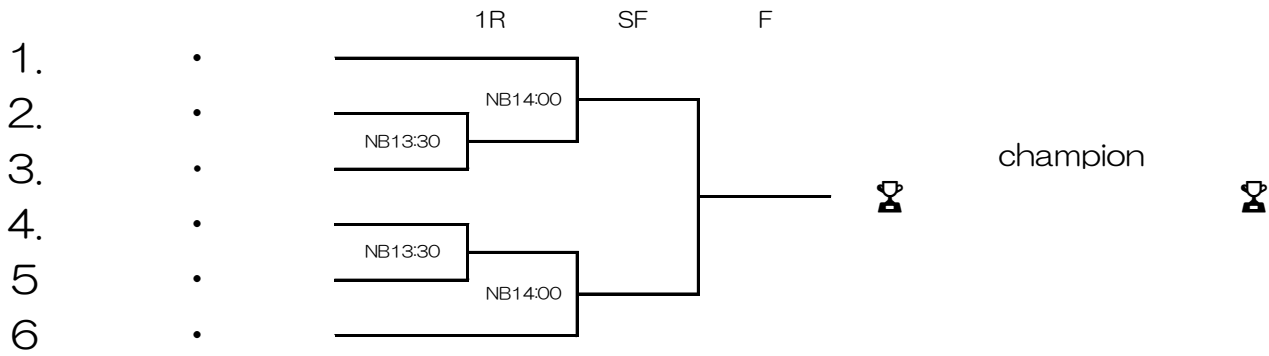 1R SF F
1. ・
NB14:00
2. ・
NB13:30
champion
3. ・
4. ・
NB13:30
5 ・
NB14:00
6 ・